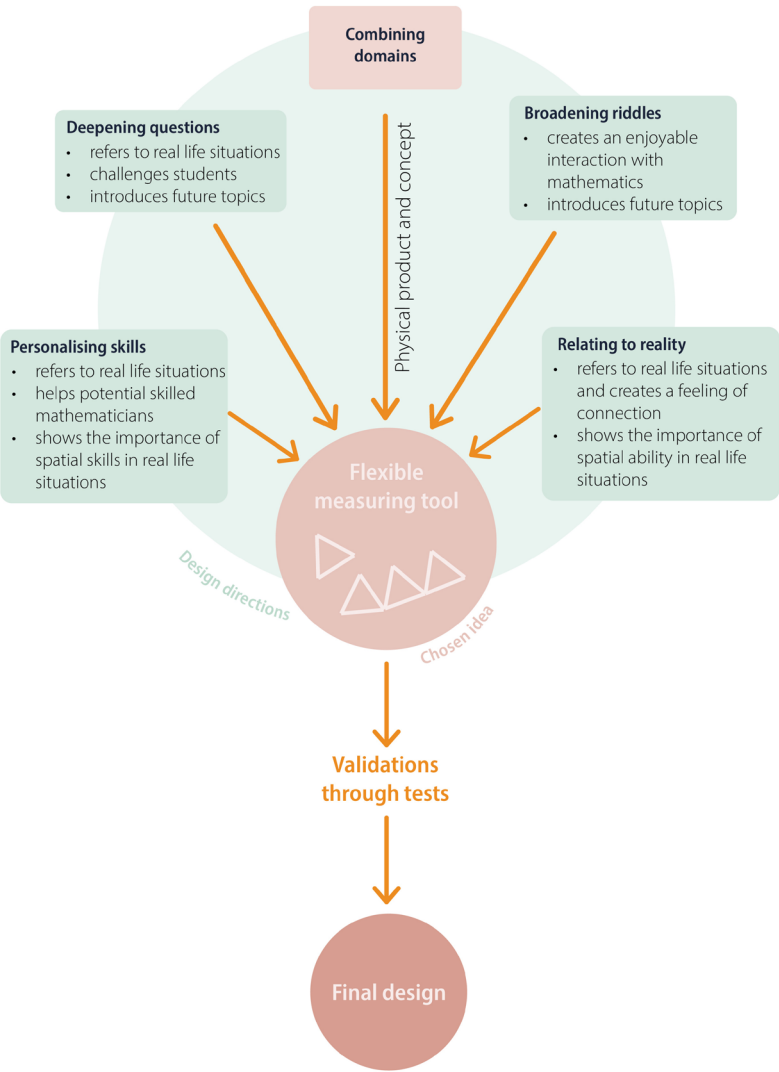 Combining
domains
Deepening questions
• refers to real life situations
• challenges students
• introduces future topics
Physical product and concept
Broadening riddles
• creates an enjoyable
interaction with
mathematics
• introduces future topics
Personalising skills
• refers to real life situations
• helps potential skilled
mathematicians
• shows the importance of
spatial skills in real life
situations
Relating to reality
• refers to real life situations
and creates a feeling of
connection
• shows the importance of
spatial ability in real life
situations
Flexible
measuring tool
Design directions
Chosen idea
Validations
through tests
Final design